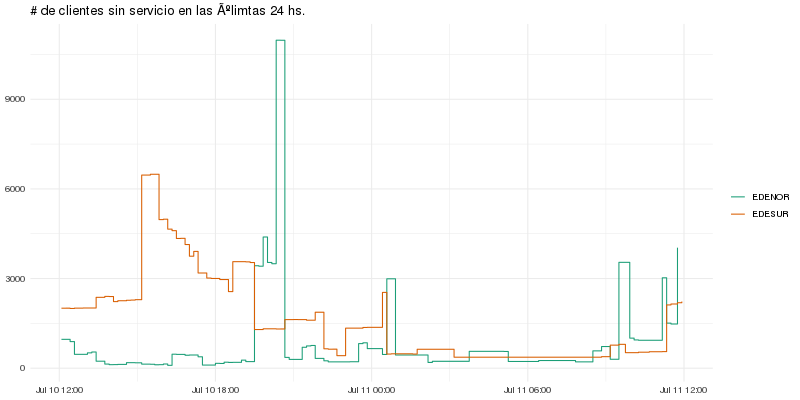 # de clientes sin servicio en las Ãºlimtas 24 hs.
9000
6000
3000
0
Jul 10 12:00
Jul 10 18:00
Jul 11 00:00
Jul 11 06:00
Jul 11 12:00
EDENOR
EDESUR